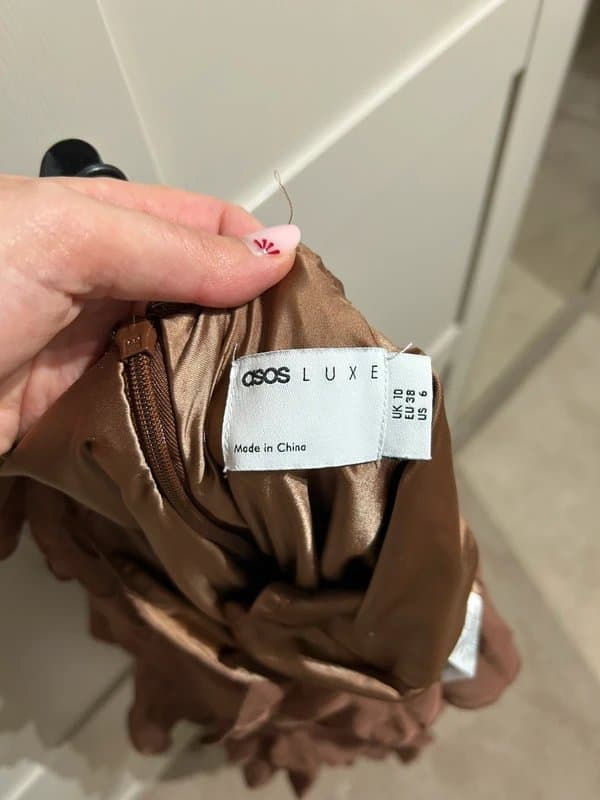 asos LUXE
Made in China
UK 10
EU 38
US 6